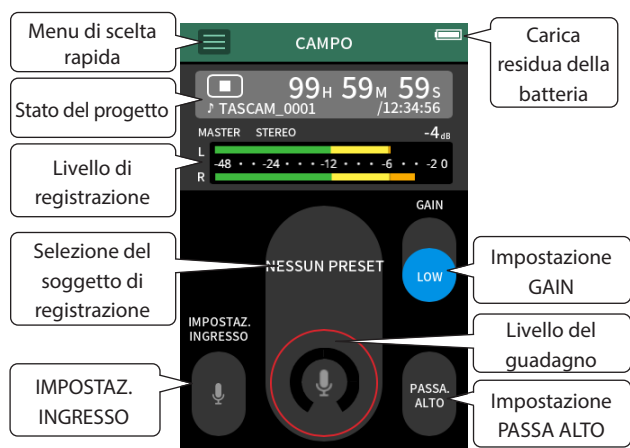 Menu di scelta
rapida
CAMPO
Carica
residua della
batteria
Stato del progetto
99H 59M 59S
♪ TASCAM_0001 /12:34:56
MASTER STEREO -4dB
L
-48 • • -24 • • • -12 • • • -6 • • -2 0
R
Livello di
registrazione
GAIN
LOW
Impostazione
GAIN
Selezione del
soggetto di
registrazione
NESSUN PRESET
IMPOSTAZ.
INGRESSO
Livello del
guadagno
IMPOSTAZ.
INGRESSO
PASSA.
ALTO
Impostazione
PASSA ALTO